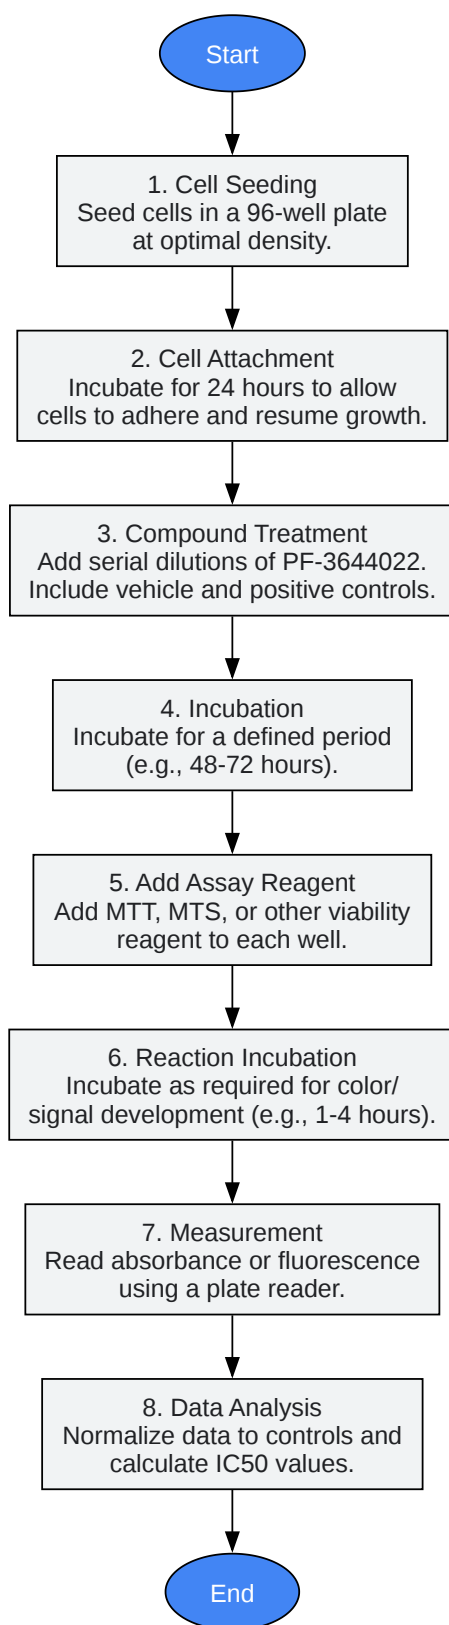 Start
1. Cell Seeding
Seed cells in a 96-well plate
at optimal density.
2. Cell Attachment
Incubate for 24 hours to allow
cells to adhere and resume growth.
3. Compound Treatment
Add serial dilutions of PF-3644022.
Include vehicle and positive controls.
4. Incubation
Incubate for a defined period
(e.g., 48-72 hours).
5. Add Assay Reagent
Add MTT, MTS, or other viability
reagent to each well.
6. Reaction Incubation
Incubate as required for color/
signal development (e.g., 1-4 hours).
7. Measurement
Read absorbance or fluorescence
using a plate reader.
8. Data Analysis
Normalize data to controls and
calculate IC50 values.
End